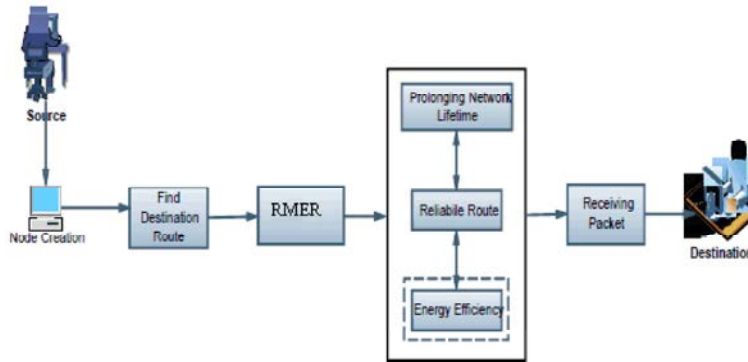 Source
Node Creation
Find
Destination
Route
RMER
Prolonging Network
Lifetime
Reliabile Route
Energy Efficiency
Receiving
Packet
Destination